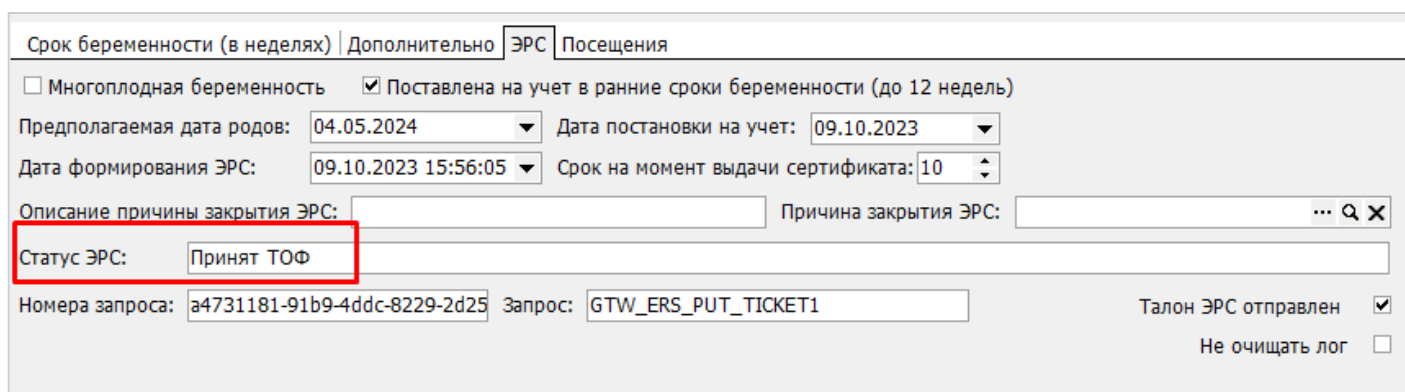 Срок беременности (в неделях) Дополнительно ЭРС Посещения
Многоплодная беременность Поставлена на учет в ранние сроки беременности (до 12 недель)
Предполагаемая дата родов: 04.05.2024 Дата постановки на учет: 09.10.2023
Дата формирования ЭРС: 09.10.2023 15:56:05 Срок на момент выдачи сертификата: 10
Описание причины закрытия ЭРС: Причина закрытия ЭРС: ...
Статус ЭРС: Принят ТОФ
Номера запроса: a4731181-91b9-4ddc-8229-2d25 Запрос: GTW_ERS_PUT_TICKET1 Талон ЭРС отправлен
Не очищать лог